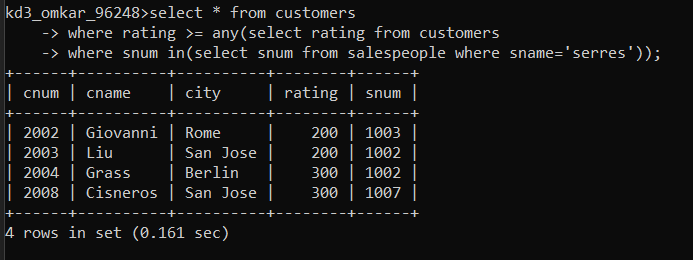 kd3_omkar_96248>select * from customers
    -> where rating >= any(select rating from customers
    -> where snum in(select snum from salespeople where sname='serres'));
+------+----------+----------+--------+------+
| cnum | cname    | city     | rating | snum |
+------+----------+----------+--------+------+
| 2002 | Giovanni | Rome     |    200 | 1003 |
| 2003 | Liu      | San Jose |    200 | 1002 |
| 2004 | Grass    | Berlin   |    300 | 1002 |
| 2008 | Cisneros | San Jose |    300 | 1007 |
+------+----------+----------+--------+------+
4 rows in set (0.161 sec)